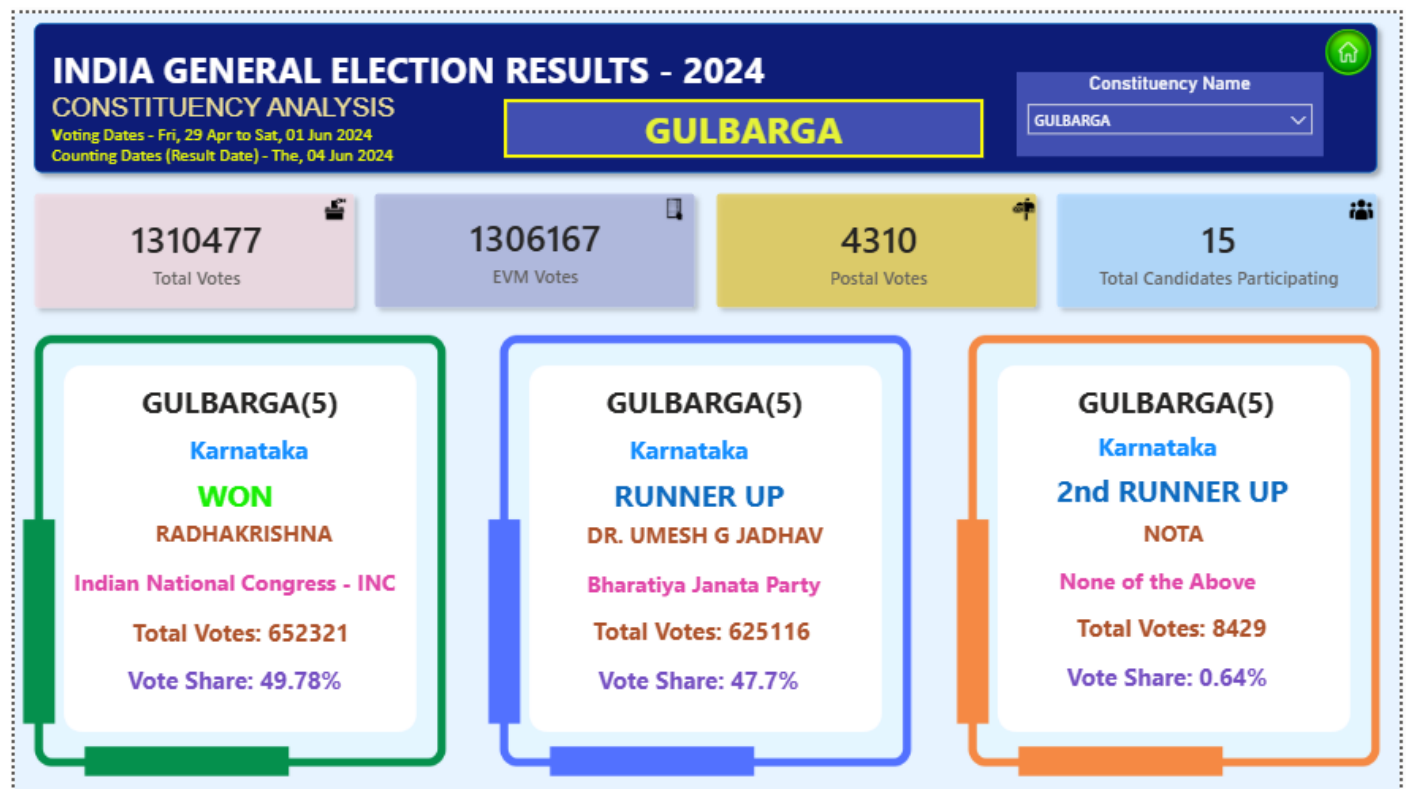 INDIA GENERAL ELECTION RESULTS - 2024
CONSTITUENCY ANALYSIS
Voting Dates - Fri, 29 Apr to Sat, 01 Jun 2024
Counting Dates (Result Date) - The, 04 Jun 2024
GULBARGA
Constituency Name
GULBARGA
1310477
Total Votes
1306167
EVM Votes
4310
Postal Votes
15
Total Candidates Participating
GULBARGA(5)
Karnataka
WON
RADHAKRISHNA
Indian National Congress - INC
Total Votes: 652321
Vote Share: 49.78%
GULBARGA(5)
Karnataka
RUNNER UP
DR. UMESH G JADHAV
Bharatiya Janata Party
Total Votes: 625116
Vote Share: 47.7%
GULBARGA(5)
Karnataka
2nd RUNNER UP
NOTA
None of the Above
Total Votes: 8429
Vote Share: 0.64%